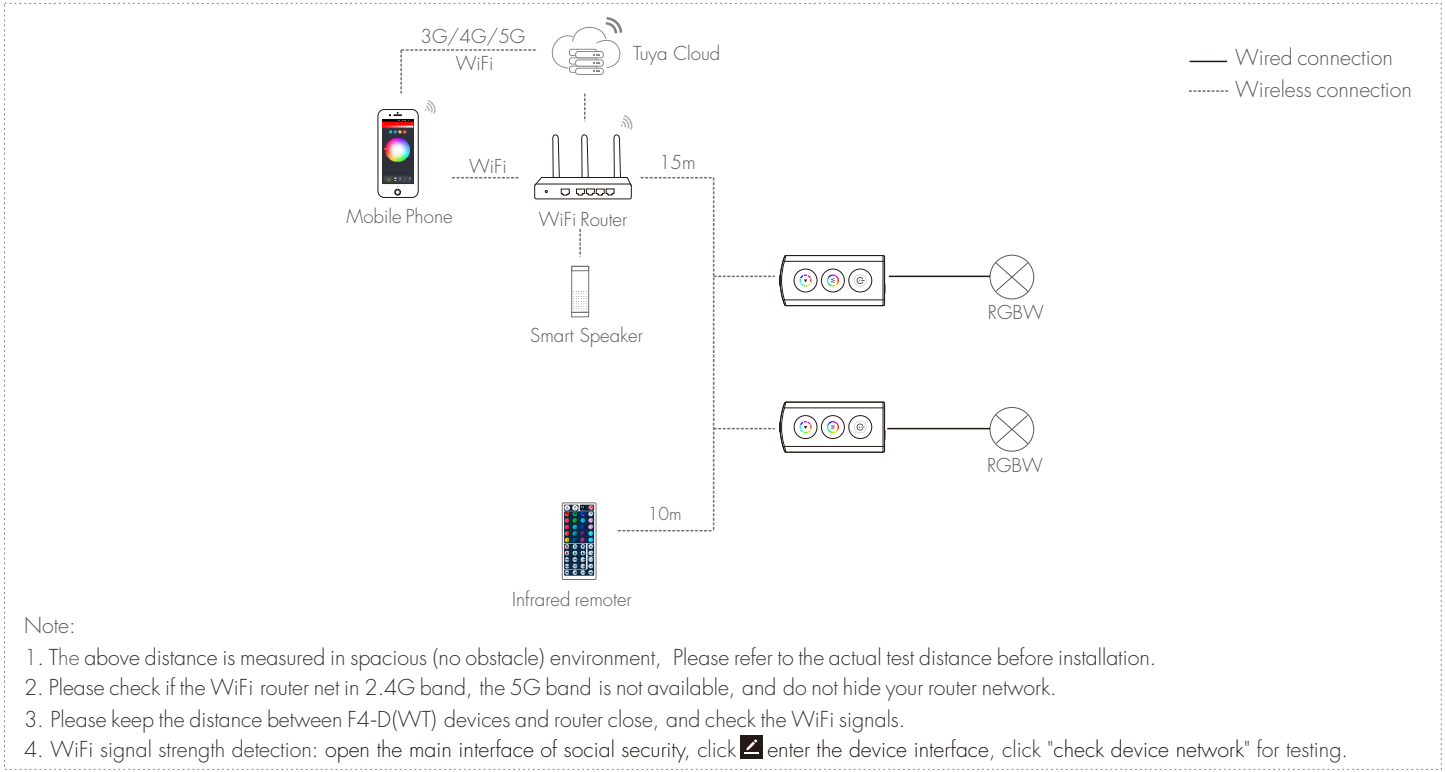 3G/4G/5G
WiFi
Tuya Cloud
Wired connection
Wireless connection
WiFi
15m
Mobile Phone
WiFi Router
Smart Speaker
RGBW
RGBW
10m
Infrared remoter
Note:
1. The above distance is measured in spacious (no obstacle) environment, Please refer to the actual test distance before installation.
2. Please check if the WiFi router net in 2.4G band, the 5G band is not available, and do not hide your router network.
3. Please keep the distance between F4-D(WT) devices and router close, and check the WiFi signals.
4. WiFi signal strength detection: open the main interface of social security, click enter the device interface, click "check device network" for testing.